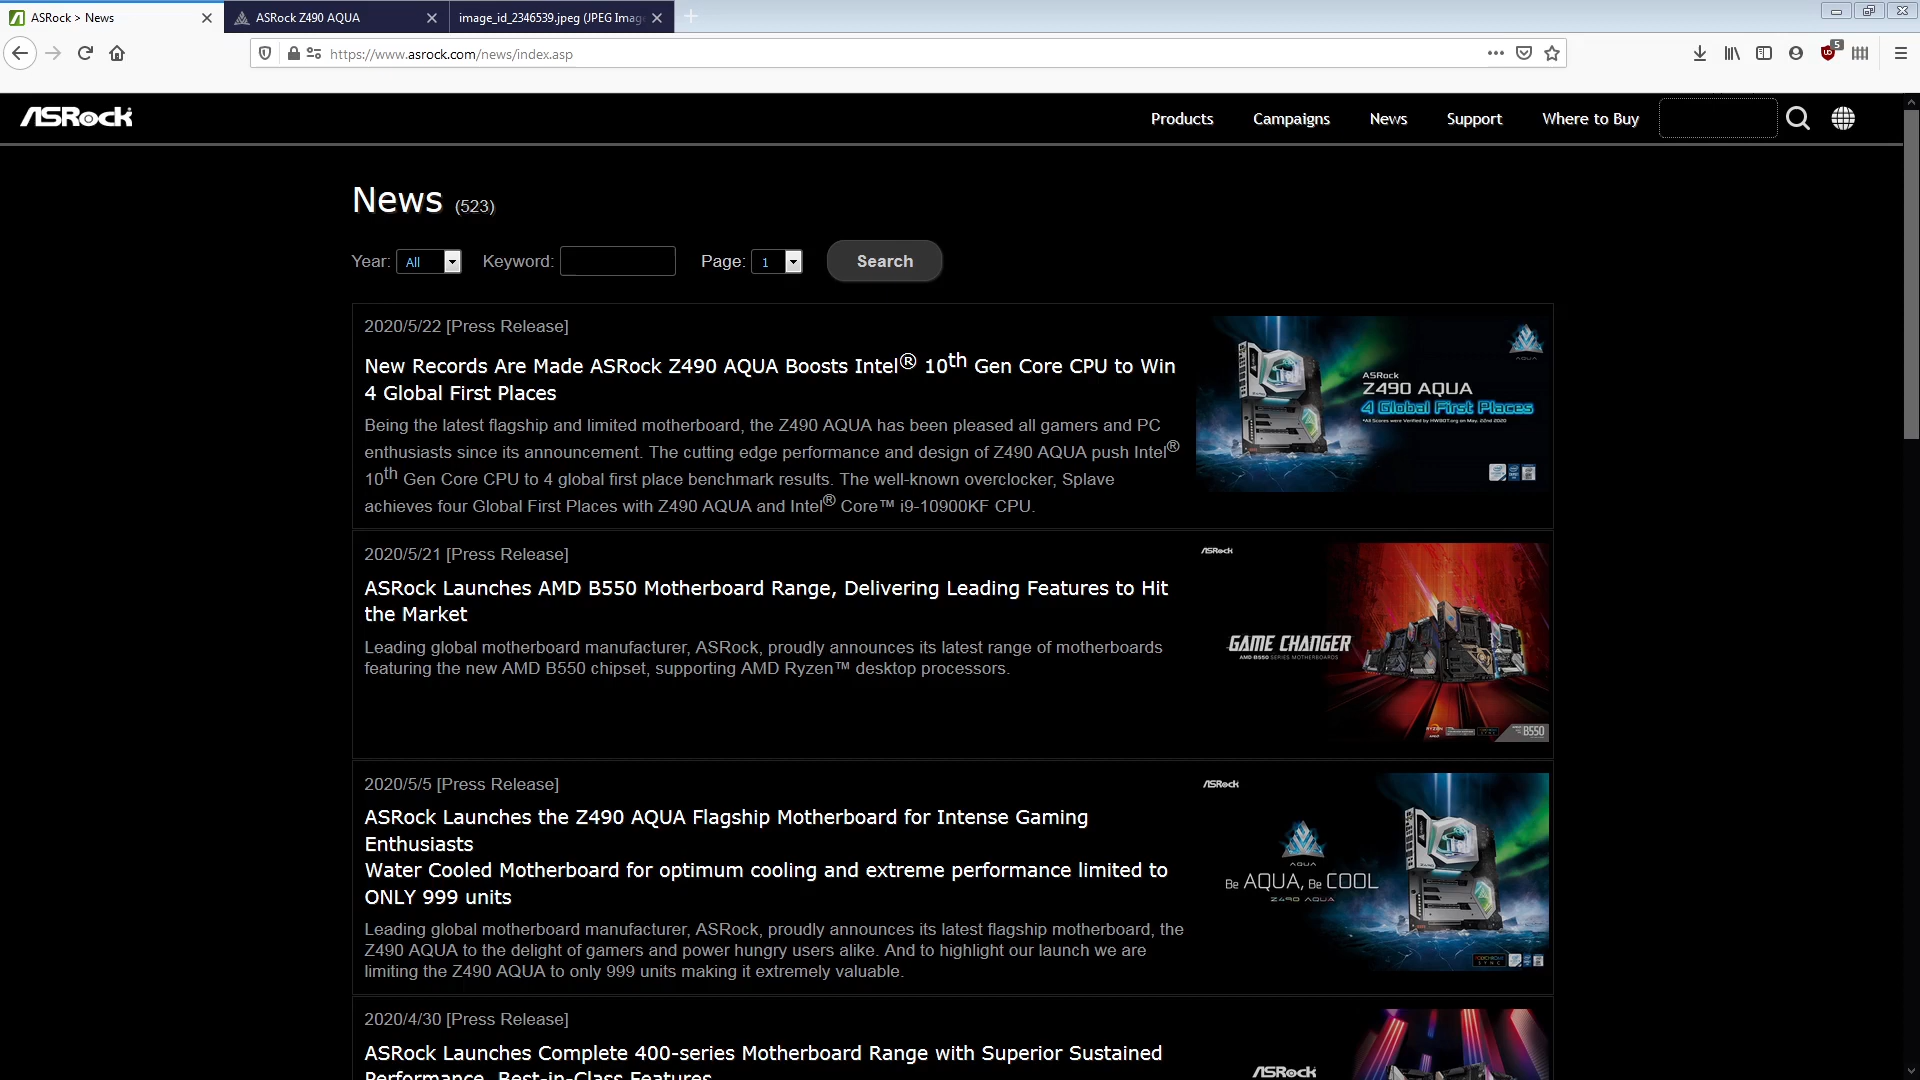 ASRock > News
ASRock Z490 AQUA
image_id_2346539.jpeg (JPEG Imag
https://www.asrock.com/news/index.asp
5
ASRock
Products
Campaigns
News
Support
Where to Buy
News (523)
Year: All
Keyword:
Page: 1
Search
2020/5/22 [Press Release]
New Records Are Made ASRock Z490 AQUA Boosts Intel® 10th Gen Core CPU to Win
4 Global First Places
Being the latest flagship and limited motherboard, the Z490 AQUA has been pleased all gamers and PC
enthusiasts since its announcement. The cutting edge performance and design of Z490 AQUA push Intel®
10th Gen Core CPU to 4 global first place benchmark results. The well-known overclocker, Splave
achieves four Global First Places with Z490 AQUA and Intel® Core™ i9-10900KF CPU.
AQUA
ASRock
Z490 AQUA
4 Global First Places
*All Scores were Verified by HWBOT.org on May. 22nd 2020
2020/5/21 [Press Release]
ASRock Launches AMD B550 Motherboard Range, Delivering Leading Features to Hit
the Market
Leading global motherboard manufacturer, ASRock, proudly announces its latest range of motherboards
featuring the new AMD B550 chipset, supporting AMD Ryzen™ desktop processors.
ASRock
GAME CHANGER
AMD B550 SERIES MOTHERBOARDS
RYZEN
B550
2020/5/5 [Press Release]
ASRock Launches the Z490 AQUA Flagship Motherboard for Intense Gaming
Enthusiasts
Water Cooled Motherboard for optimum cooling and extreme performance limited to
ONLY 999 units
Leading global motherboard manufacturer, ASRock, proudly announces its latest flagship motherboard, the
Z490 AQUA to the delight of gamers and power hungry users alike. And to highlight our launch we are
limiting the Z490 AQUA to only 999 units making it extremely valuable.
ASRock
AQUA
Be AQUA, Be COOL
Z490 AQUA
2020/4/30 [Press Release]
ASRock Launches Complete 400-series Motherboard Range with Superior Sustained
Performance, Best-in-Class Features
ASRock